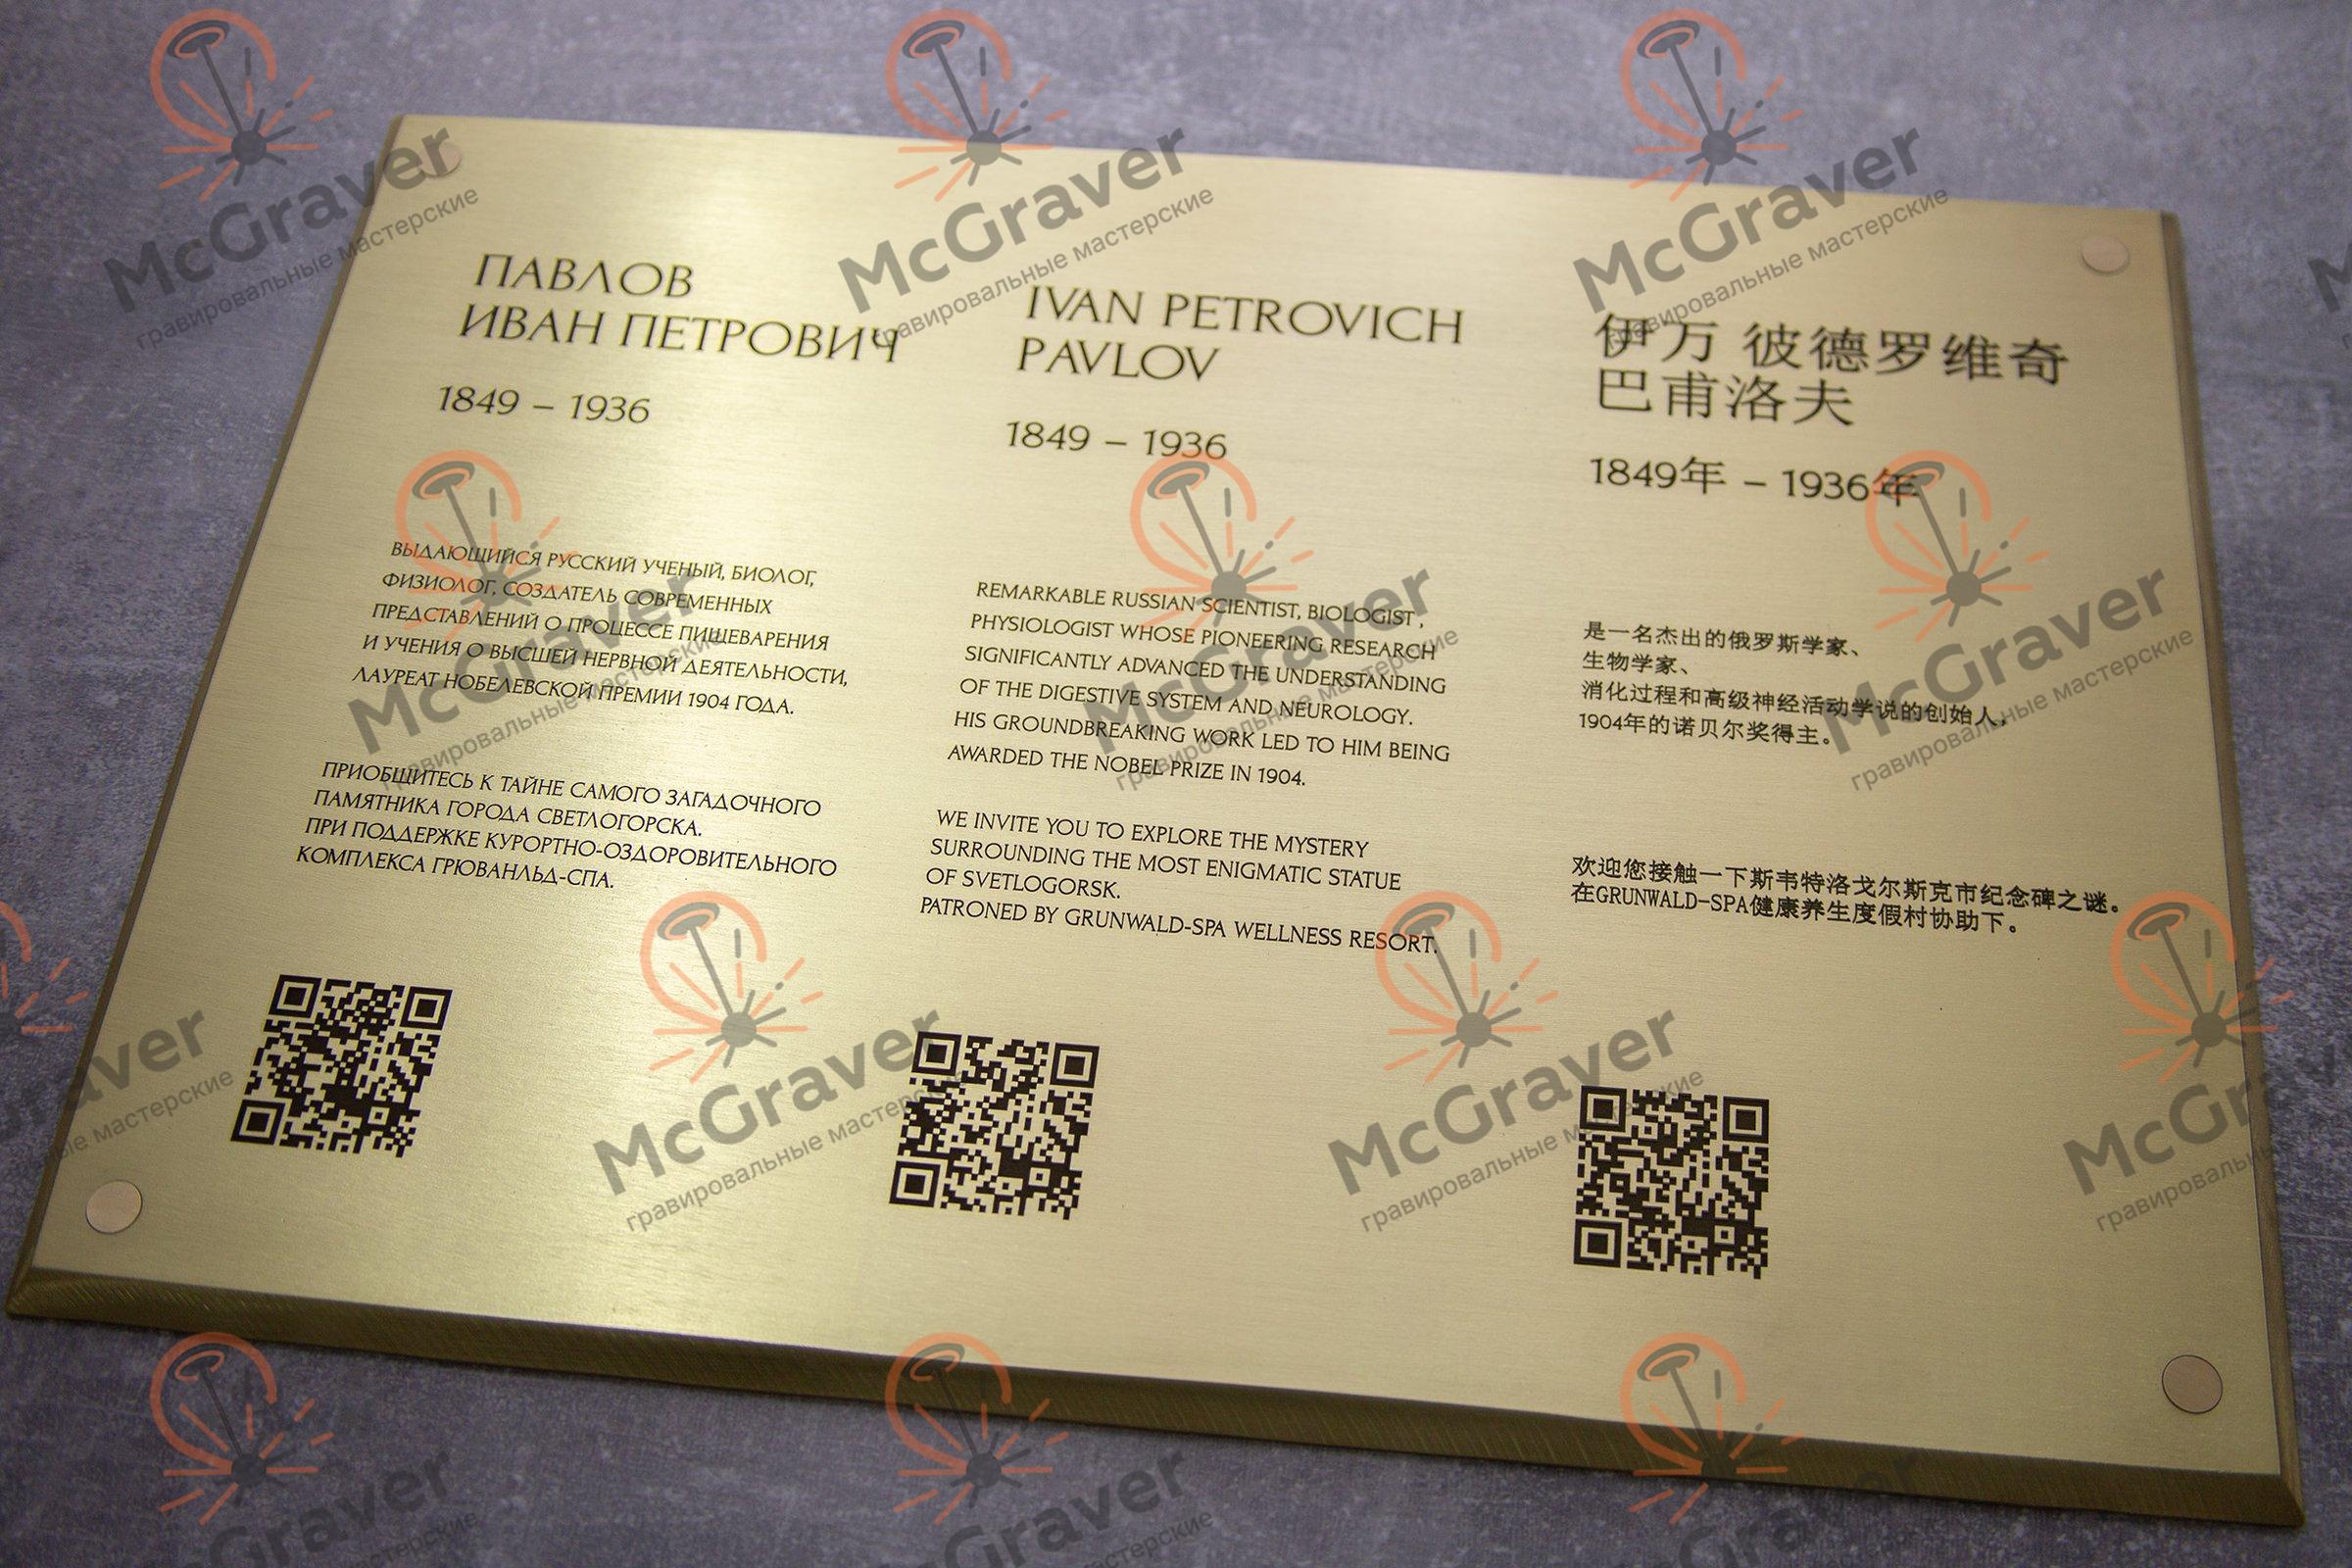 ПАВЛОВ
ИВАН ПЕТРОВИЧ
1849 – 1936
ВЫДАЮЩИЙСЯ РУССКИЙ УЧЕНЫЙ, БИОЛОГ,
ФИЗИОЛОГ, СОЗДАТЕЛЬ СОВРЕМЕННЫХ
ПРЕДСТАВЛЕНИЙ О ПРОЦЕССЕ ПИЩЕВАРЕНИЯ
И УЧЕНИЯ О ВЫСШЕЙ НЕРВНОЙ ДЕЯТЕЛЬНОСТИ,
ЛАУРЕАТ НОБЕЛЕВСКОЙ ПРЕМИИ 1904 ГОДА.
ПРИОБЩИТЕСЬ К ТАЙНЕ САМОГО ЗАГАДОЧНОГО
ПАМЯТНИКА ГОРОДА СВЕТЛОГОРСКА.
ПРИ ПОДДЕРЖКЕ КУРОРТНО-ОЗДОРОВИТЕЛЬНОГО
КОМПЛЕКСА ГРЮВАНЛЬД-СПА.
IVAN PETROVICH
PAVLOV
1849 – 1936
REMARKABLE RUSSIAN SCIENTIST, BIOLOGIST ,
PHYSIOLOGIST WHOSE PIONEERING RESEARCH
SIGNIFICANTLY ADVANCED THE UNDERSTANDING
OF THE DIGESTIVE SYSTEM AND NEUROLOGY.
HIS GROUNDBREAKING WORK LED TO HIM BEING
AWARDED THE NOBEL PRIZE IN 1904.
WE INVITE YOU TO EXPLORE THE MYSTERY
SURROUNDING THE MOST ENIGMATIC STATUE
OF SVETLOGORSK.
PATRONED BY GRUNWALD-SPA WELLNESS RESORT.
伊万 彼德罗维奇
巴甫洛夫
1849年 – 1936年
是一名杰出的俄罗斯学家、
生物学家、
消化过程和高级神经活动学说的创始人,
1904年的诺贝尔奖得主。
欢迎您接触一下斯韦特洛戈尔斯克市纪念碑之谜。
在GRUNWALD-SPA健康养生度假村协助下。
McGraver
гравировальные мастерские